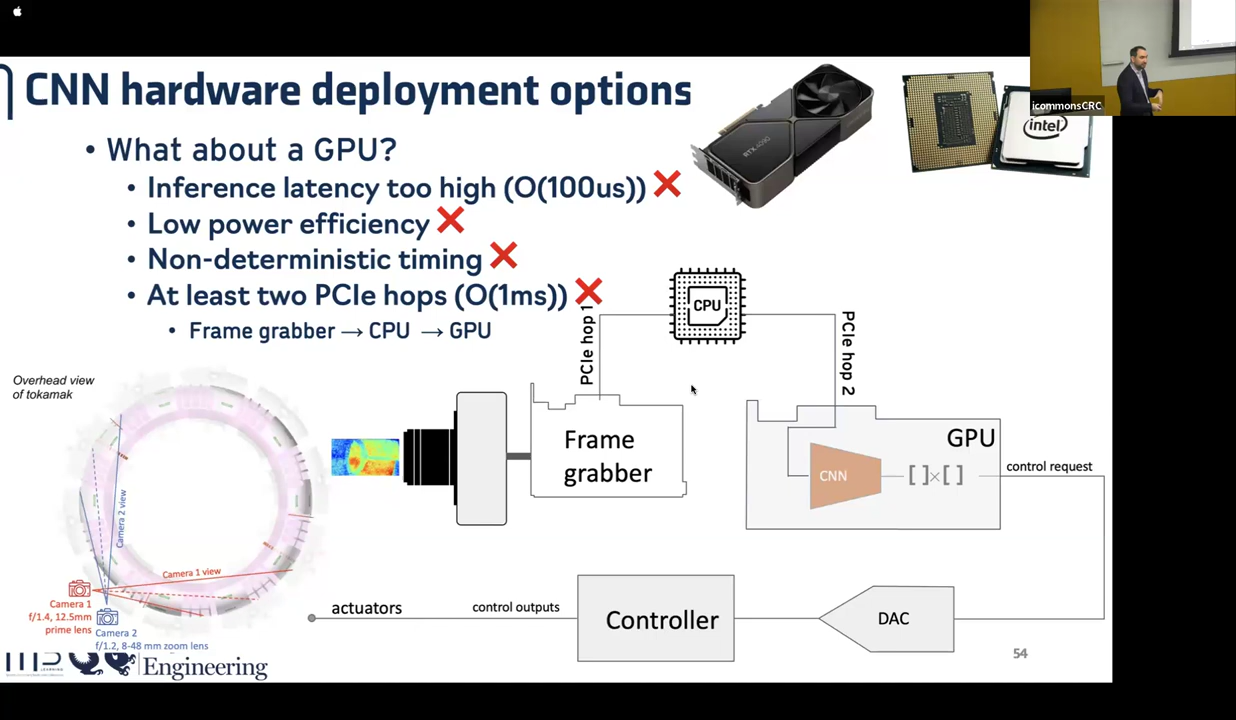 CNN hardware deployment options
icommonsCRC
RTX 4090
intel
• What about a GPU?
• Inference latency too high (O(100us)) ❌
• Low power efficiency ❌
• Non-deterministic timing ❌
• At least two PCIe hops (O(1ms)) ❌
• Frame grabber → CPU → GPU
CPU
PCIe hop 1
PCIe hop 2
Overhead view
of tokamak
Camera 2 view
Camera 1 view
Camera 1
f/1.4, 12.5mm
prime lens
Camera 2
f/1.2, 8-48 mm zoom lens
Frame
grabber
GPU
CNN
[ ]×[ ]
control request
actuators
control outputs
Controller
DAC
Engineering
54